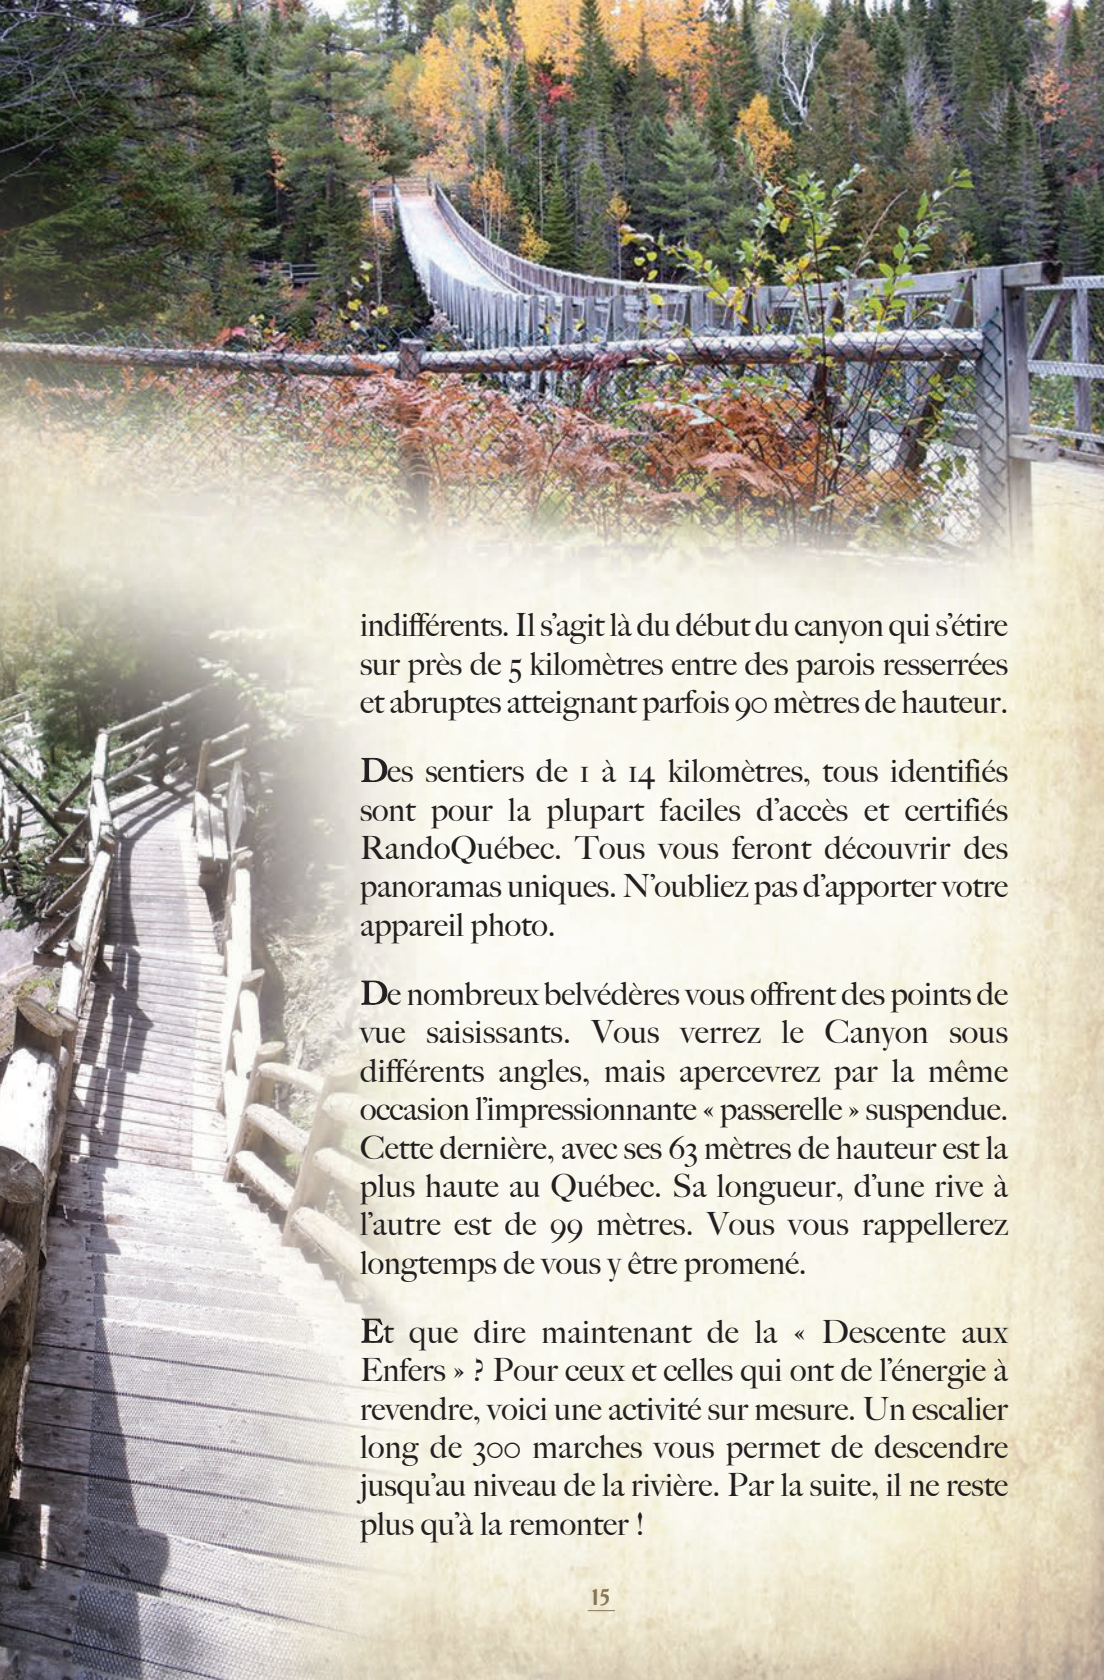 indifférents. Il s’agit là du début du canyon qui s’étire
sur près de 5 kilomètres entre des parois resserrées
et abruptes atteignant parfois 90 mètres de hauteur.
Des sentiers de 1 à 14 kilomètres, tous identifiés
sont pour la plupart faciles d’accès et certifiés
RandoQuébec. Tous vous feront découvrir des
panoramas uniques. N’oubliez pas d’apporter votre
appareil photo.
De nombreux belvédères vous offrent des points de
vue saisissants. Vous verrez le Canyon sous
différents angles, mais apercevrez par la même
occasion l’impressionnante « passerelle » suspendue.
Cette dernière, avec ses 63 mètres de hauteur est la
plus haute au Québec. Sa longueur, d’une rive à
l’autre est de 99 mètres. Vous vous rappellerez
longtemps de vous y être promené.
Et que dire maintenant de la « Descente aux
Enfers » ? Pour ceux et celles qui ont de l’énergie à
revendre, voici une activité sur mesure. Un escalier
long de 300 marches vous permet de descendre
jusqu’au niveau de la rivière. Par la suite, il ne reste
plus qu’à la remonter !
15